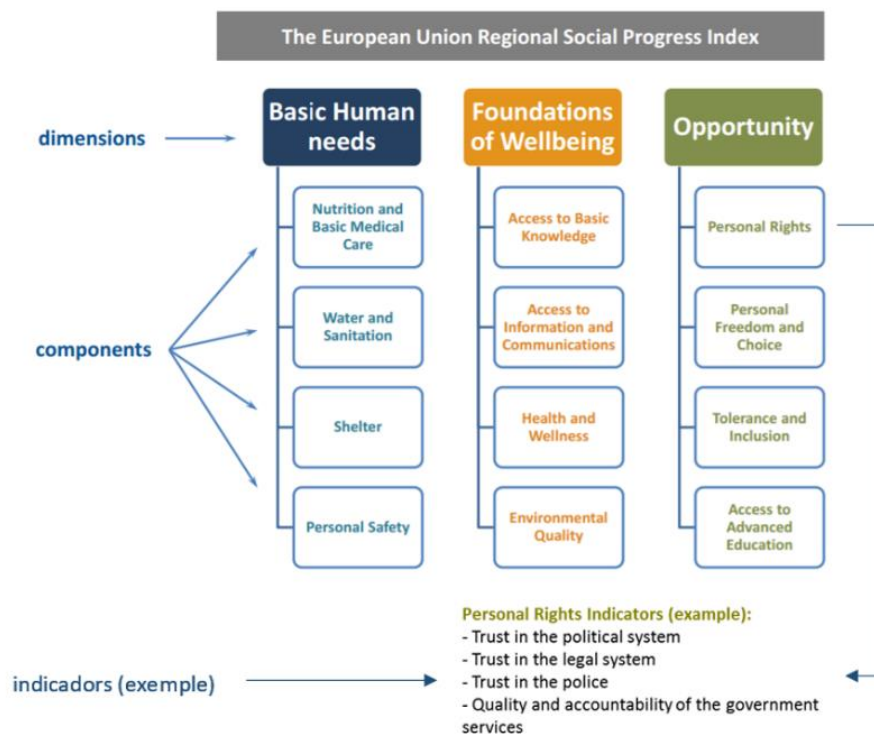 The European Union Regional Social Progress Index
dimensions
Basic Human
needs
Foundations
of Wellbeing
Opportunity
components
Nutrition and
Basic Medical
Care
Water and
Sanitation
Shelter
Personal Safety
Access to Basic
Knowledge
Access to
Information and
Communications
Health and
Wellness
Environmental
Quality
Personal Rights
Personal
Freedom and
Choice
Tolerance and
Inclusion
Access to
Advanced
Education
indicadors (exemple)
Personal Rights Indicators (example):
- Trust in the political system
- Trust in the legal system
- Trust in the police
- Quality and accountability of the government
services